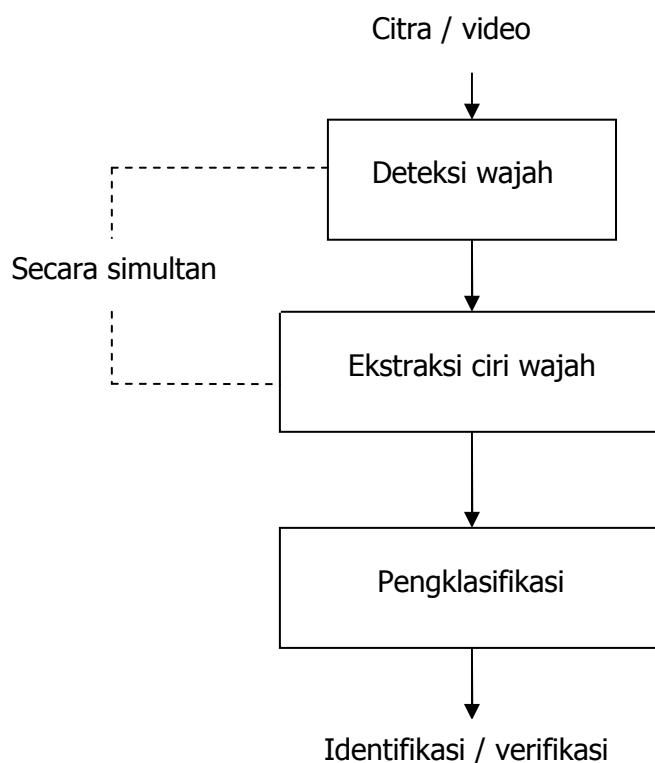 Citra / video
Deteksi wajah
Secara simultan
Ekstraksi ciri wajah
Pengklasifikasi
Identifikasi / verifikasi